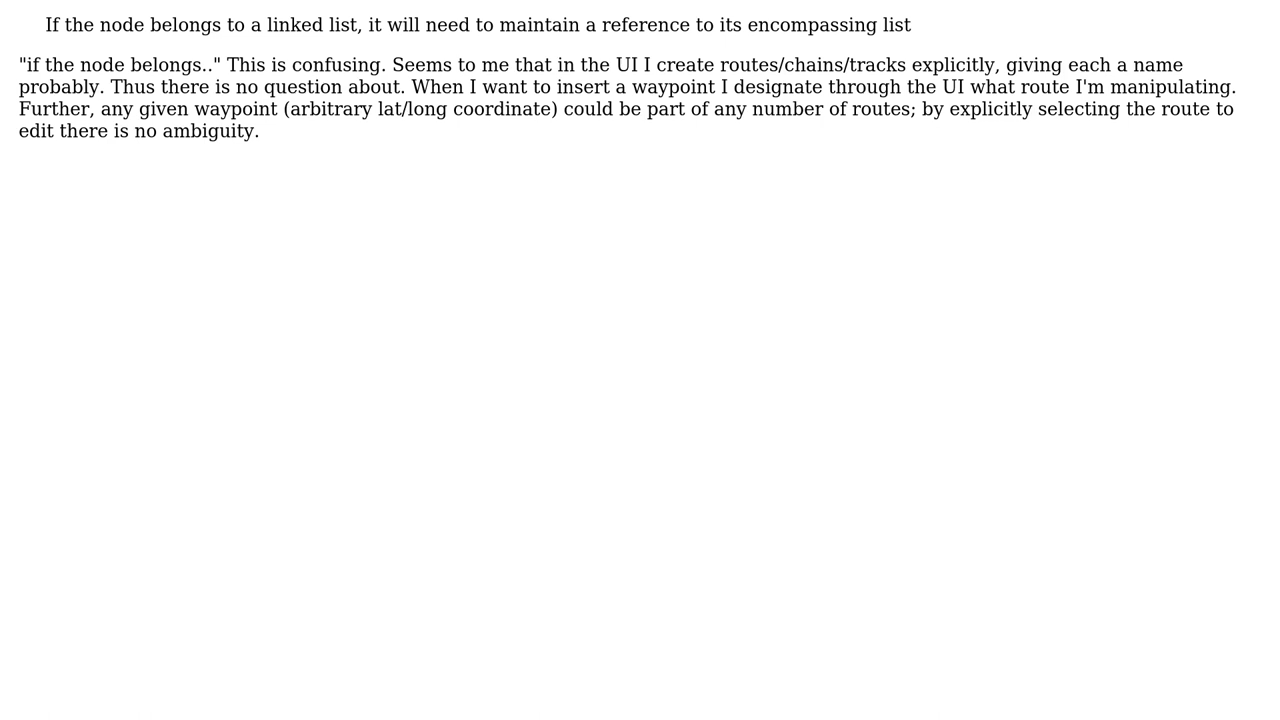 If the node belongs to a linked list, it will need to maintain a reference to its encompassing list
"if the node belongs.." This is confusing. Seems to me that in the UI I create routes/chains/tracks explicitly, giving each a name
probably. Thus there is no question about. When I want to insert a waypoint I designate through the UI what route I'm manipulating.
Further, any given waypoint (arbitrary lat/long coordinate) could be part of any number of routes; by explicitly selecting the route to
edit there is no ambiguity.